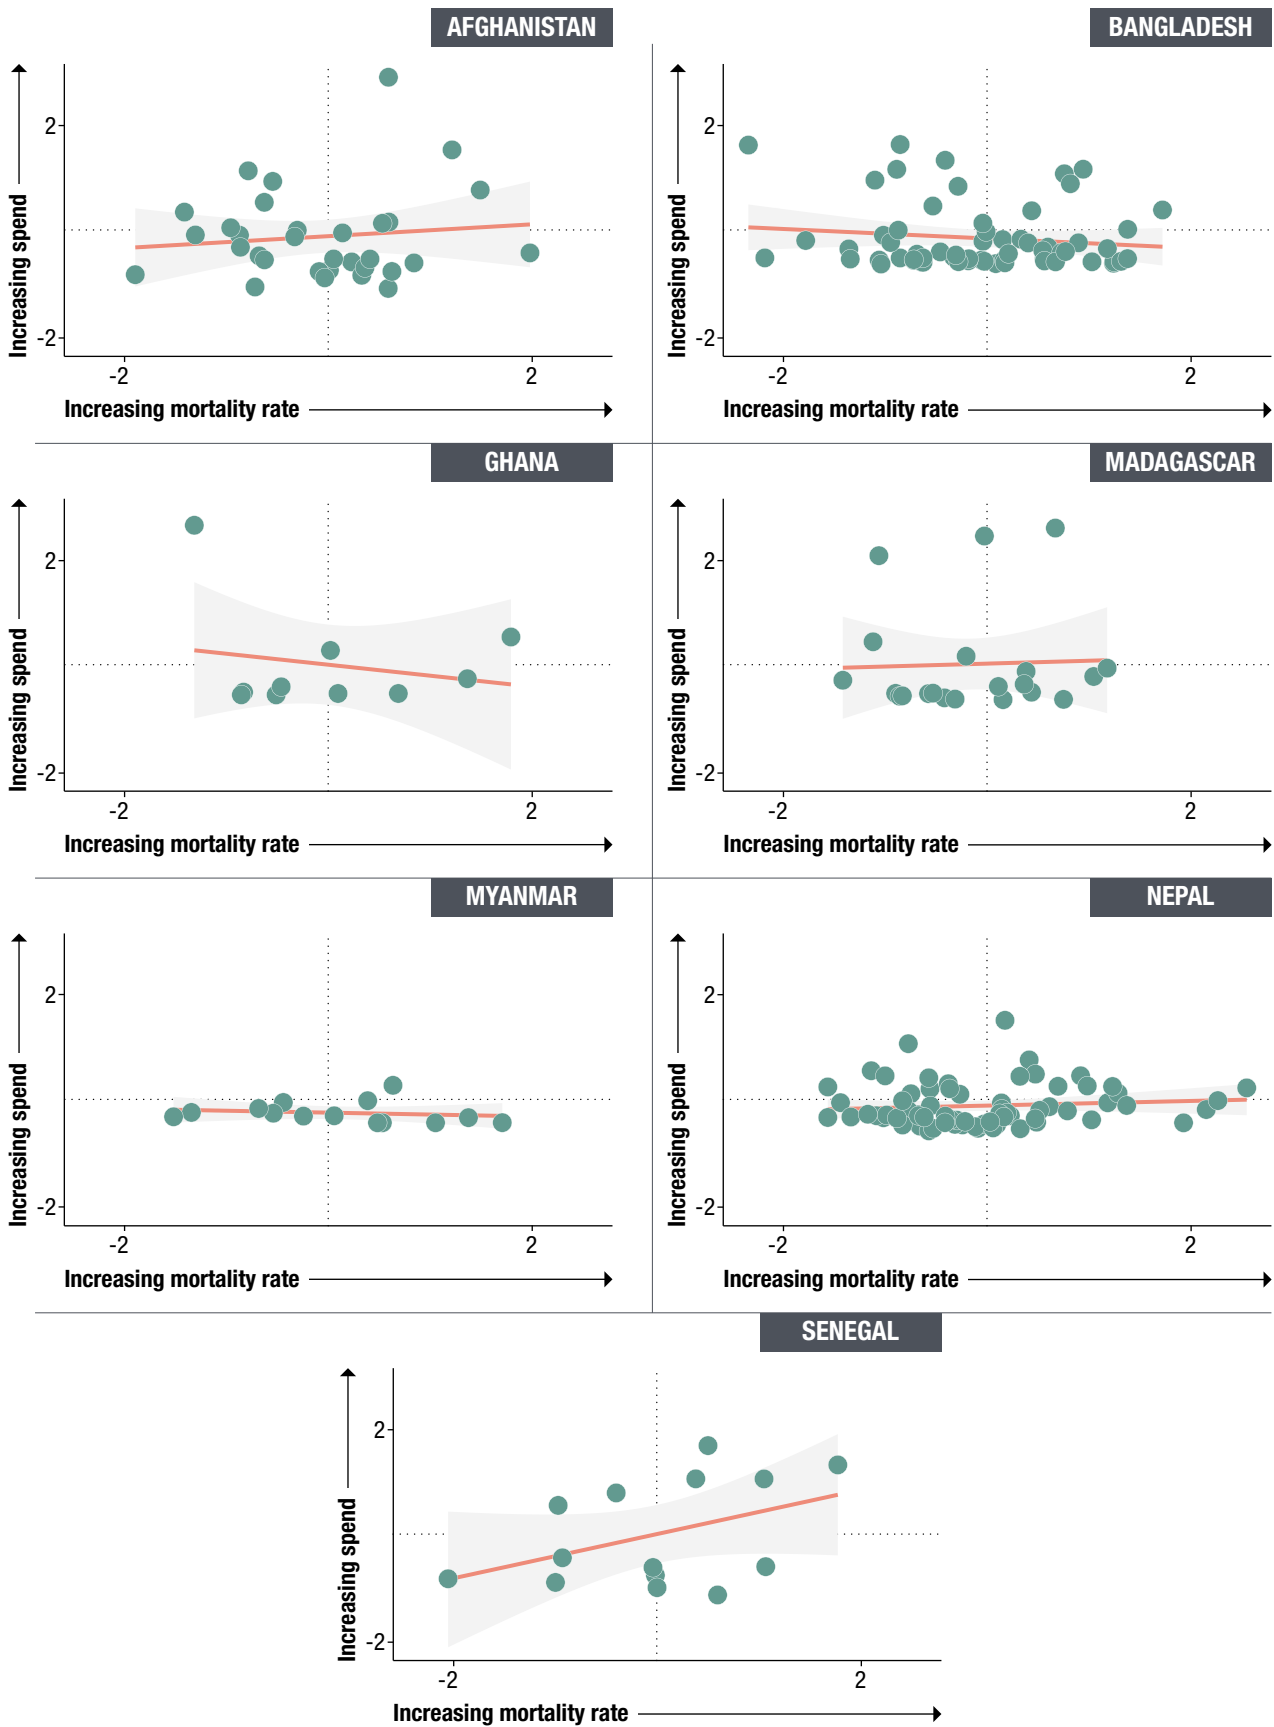 AFGHANISTAN
Increasing spend
2
-2
-2
2
Increasing mortality rate
BANGLADESH
Increasing spend
2
-2
-2
2
Increasing mortality rate
GHANA
Increasing spend
2
-2
-2
2
Increasing mortality rate
MADAGASCAR
Increasing spend
2
-2
-2
2
Increasing mortality rate
MYANMAR
Increasing spend
2
-2
-2
2
Increasing mortality rate
NEPAL
Increasing spend
2
-2
-2
2
Increasing mortality rate
SENEGAL
Increasing spend
2
-2
-2
2
Increasing mortality rate